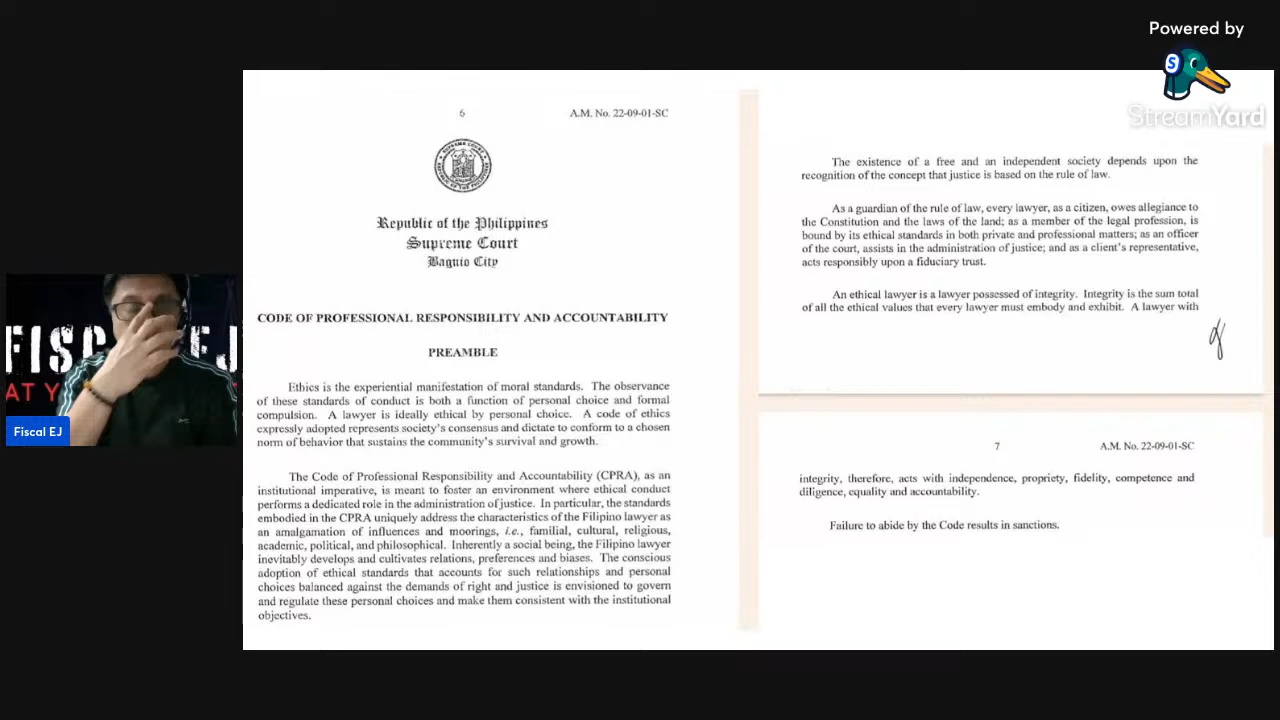 Powered by
StreamYard
6
A.M. No. 22-09-01-SC
Republic of the Philippines
Supreme Court
Baguio City
CODE OF PROFESSIONAL RESPONSIBILITY AND ACCOUNTABILITY
PREAMBLE
Ethics is the experiential manifestation of moral standards. The observance
of these standards of conduct is both a function of personal choice and formal
compulsion. A lawyer is ideally ethical by personal choice. A code of ethics
expressly adopted represents society's consensus and dictate to conform to a chosen
norm of behavior that sustains the community's survival and growth.
The Code of Professional Responsibility and Accountability (CPRA), as an
institutional imperative, is meant to foster an environment where ethical conduct
performs a dedicated role in the administration of justice. In particular, the standards
embodied in the CPRA uniquely address the characteristics of the Filipino lawyer as
an amalgamation of influences and moorings, i.e., familial, cultural, religious,
academic, political, and philosophical. Inherently a social being, the Filipino lawyer
inevitably develops and cultivates relations, preferences and biases. The conscious
adoption of ethical standards that accounts for such relationships and personal
choices balanced against the demands of right and justice is envisioned to govern
and regulate these personal choices and make them consistent with the institutional
objectives.
The existence of a free and an independent society depends upon the
recognition of the concept that justice is based on the rule of law.
As a guardian of the rule of law, every lawyer, as a citizen, owes allegiance to
the Constitution and the laws of the land; as a member of the legal profession, is
bound by its ethical standards in both private and professional matters; as an officer
of the court, assists in the administration of justice; and as a client's representative,
acts responsibly upon a fiduciary trust.
An ethical lawyer is a lawyer possessed of integrity. Integrity is the sum total
of all the ethical values that every lawyer must embody and exhibit. A lawyer with
7
A.M. No. 22-09-01-SC
integrity, therefore, acts with independence, propriety, fidelity, competence and
diligence, equality and accountability.
Failure to abide by the Code results in sanctions.
FISC EJ
AT Y
Fiscal EJ